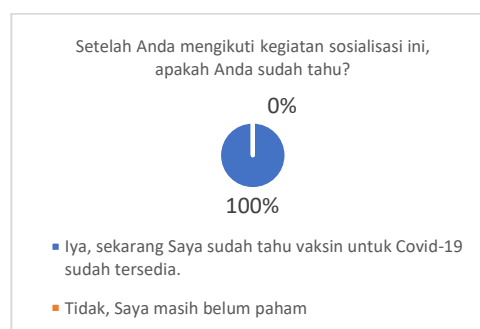 Setelah Anda mengikuti kegiatan sosialisasi ini,
apakah Anda sudah tahu?
0%
100%
Iya, sekarang Saya sudah tahu vaksin untuk Covid-19
sudah tersedia.
Tidak, Saya masih belum paham